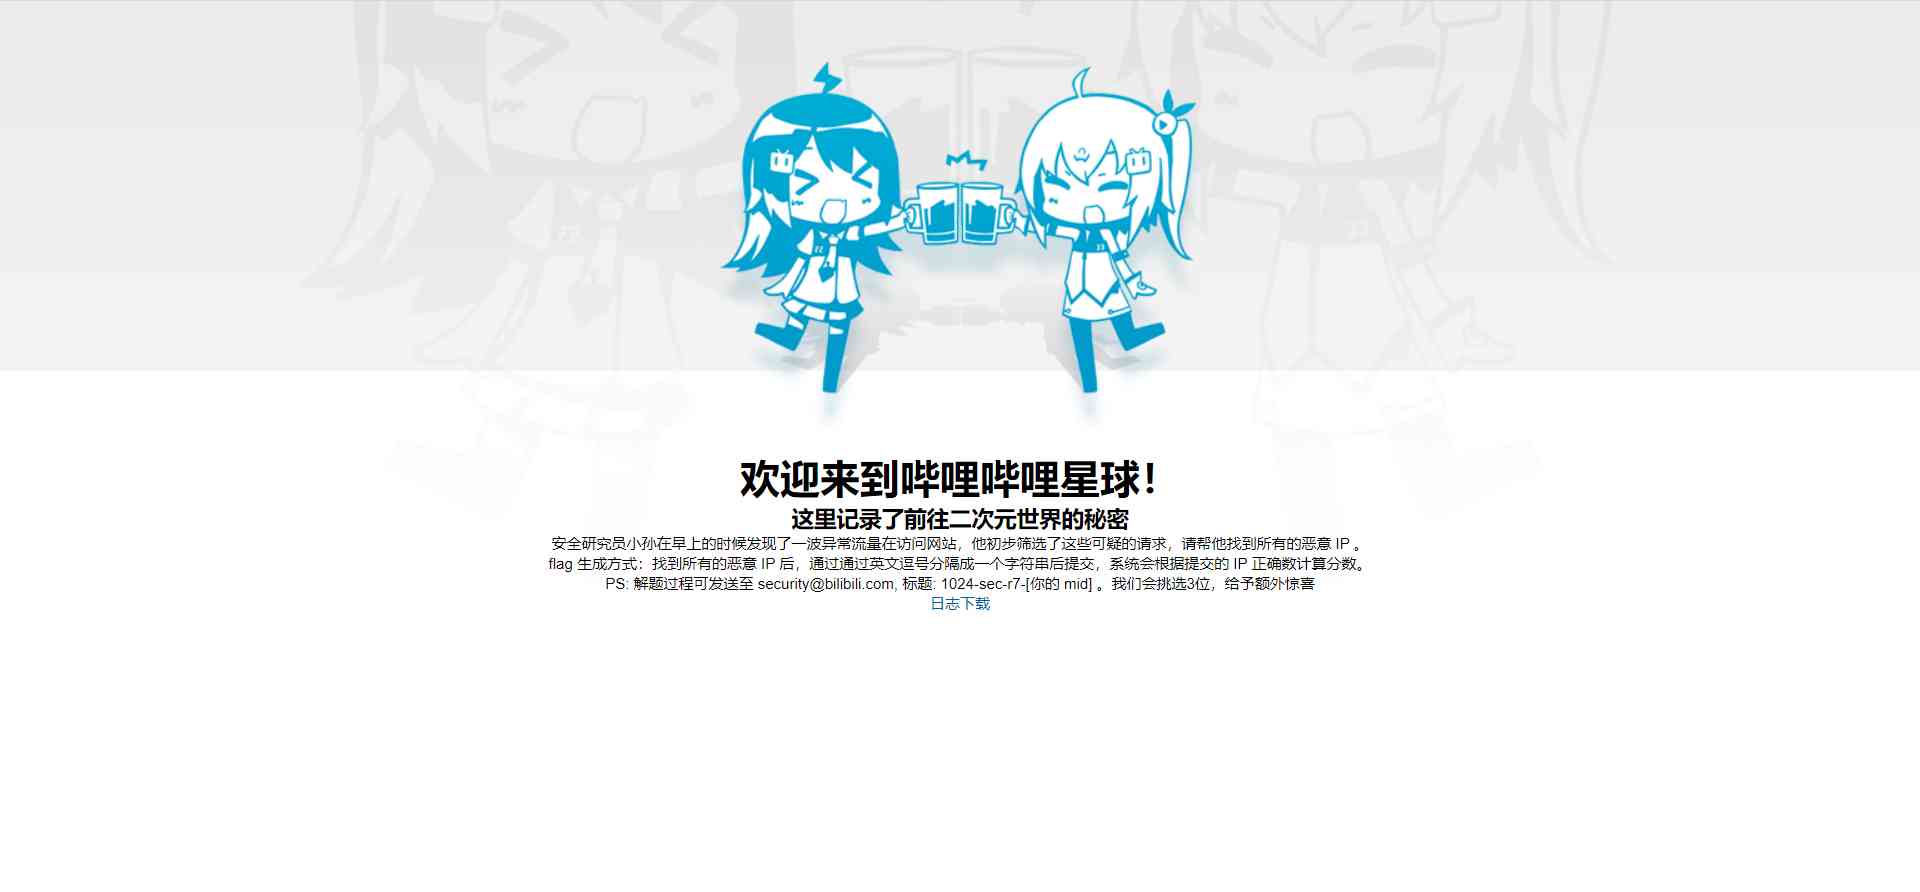 欢迎来到哔哩哔哩星球！
这里记录了前往二次元世界的秘密
安全研究员小孙在早上的时候发现了一波异常流量在访问网站，他初步筛选了这些可疑的请求，请帮他找到所有的恶意 IP 。
flag 生成方式：找到所有的恶意 IP 后，通过通过英文逗号分隔成一个字符串后提交，系统会根据提交的 IP 正确数计算分数。
PS: 解题过程可发送至 security@bilibili.com, 标题: 1024-sec-r7-[你的 mid] 。我们会挑选3位，给予额外惊喜
日志下载